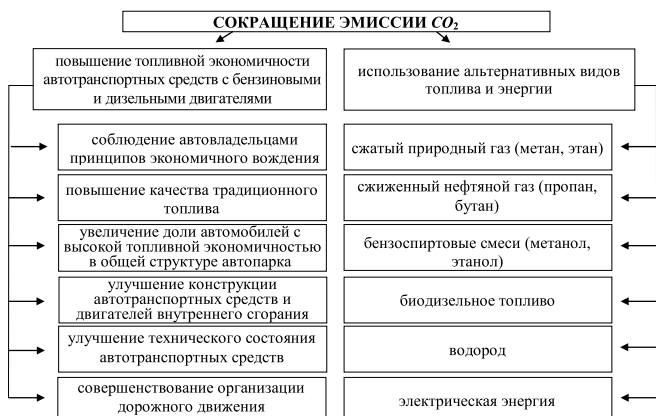 СОКРАЩЕНИЕ ЭМИССИИ CO₂
повышение топливной экономичности
автотранспортных средств с бензиновыми
и дизельными двигателями
использование альтернативных видов
топлива и энергии
соблюдение автовладельцами
принципов экономичного вождения
сжатый природный газ (метан, этан)
повышение качества традиционного
топлива
сжиженный нефтяной газ (пропан,
бутан)
увеличение доли автомобилей с
высокой топливной экономичностью
в общей структуре автопарка
бензоспиртовые смеси (метанол,
этанол)
улучшение конструкции
автотранспортных средств и
двигателей внутреннего сгорания
биодизельное топливо
улучшение технического состояния
автотранспортных средств
водород
совершенствование организации
дорожного движения
электрическая энергия